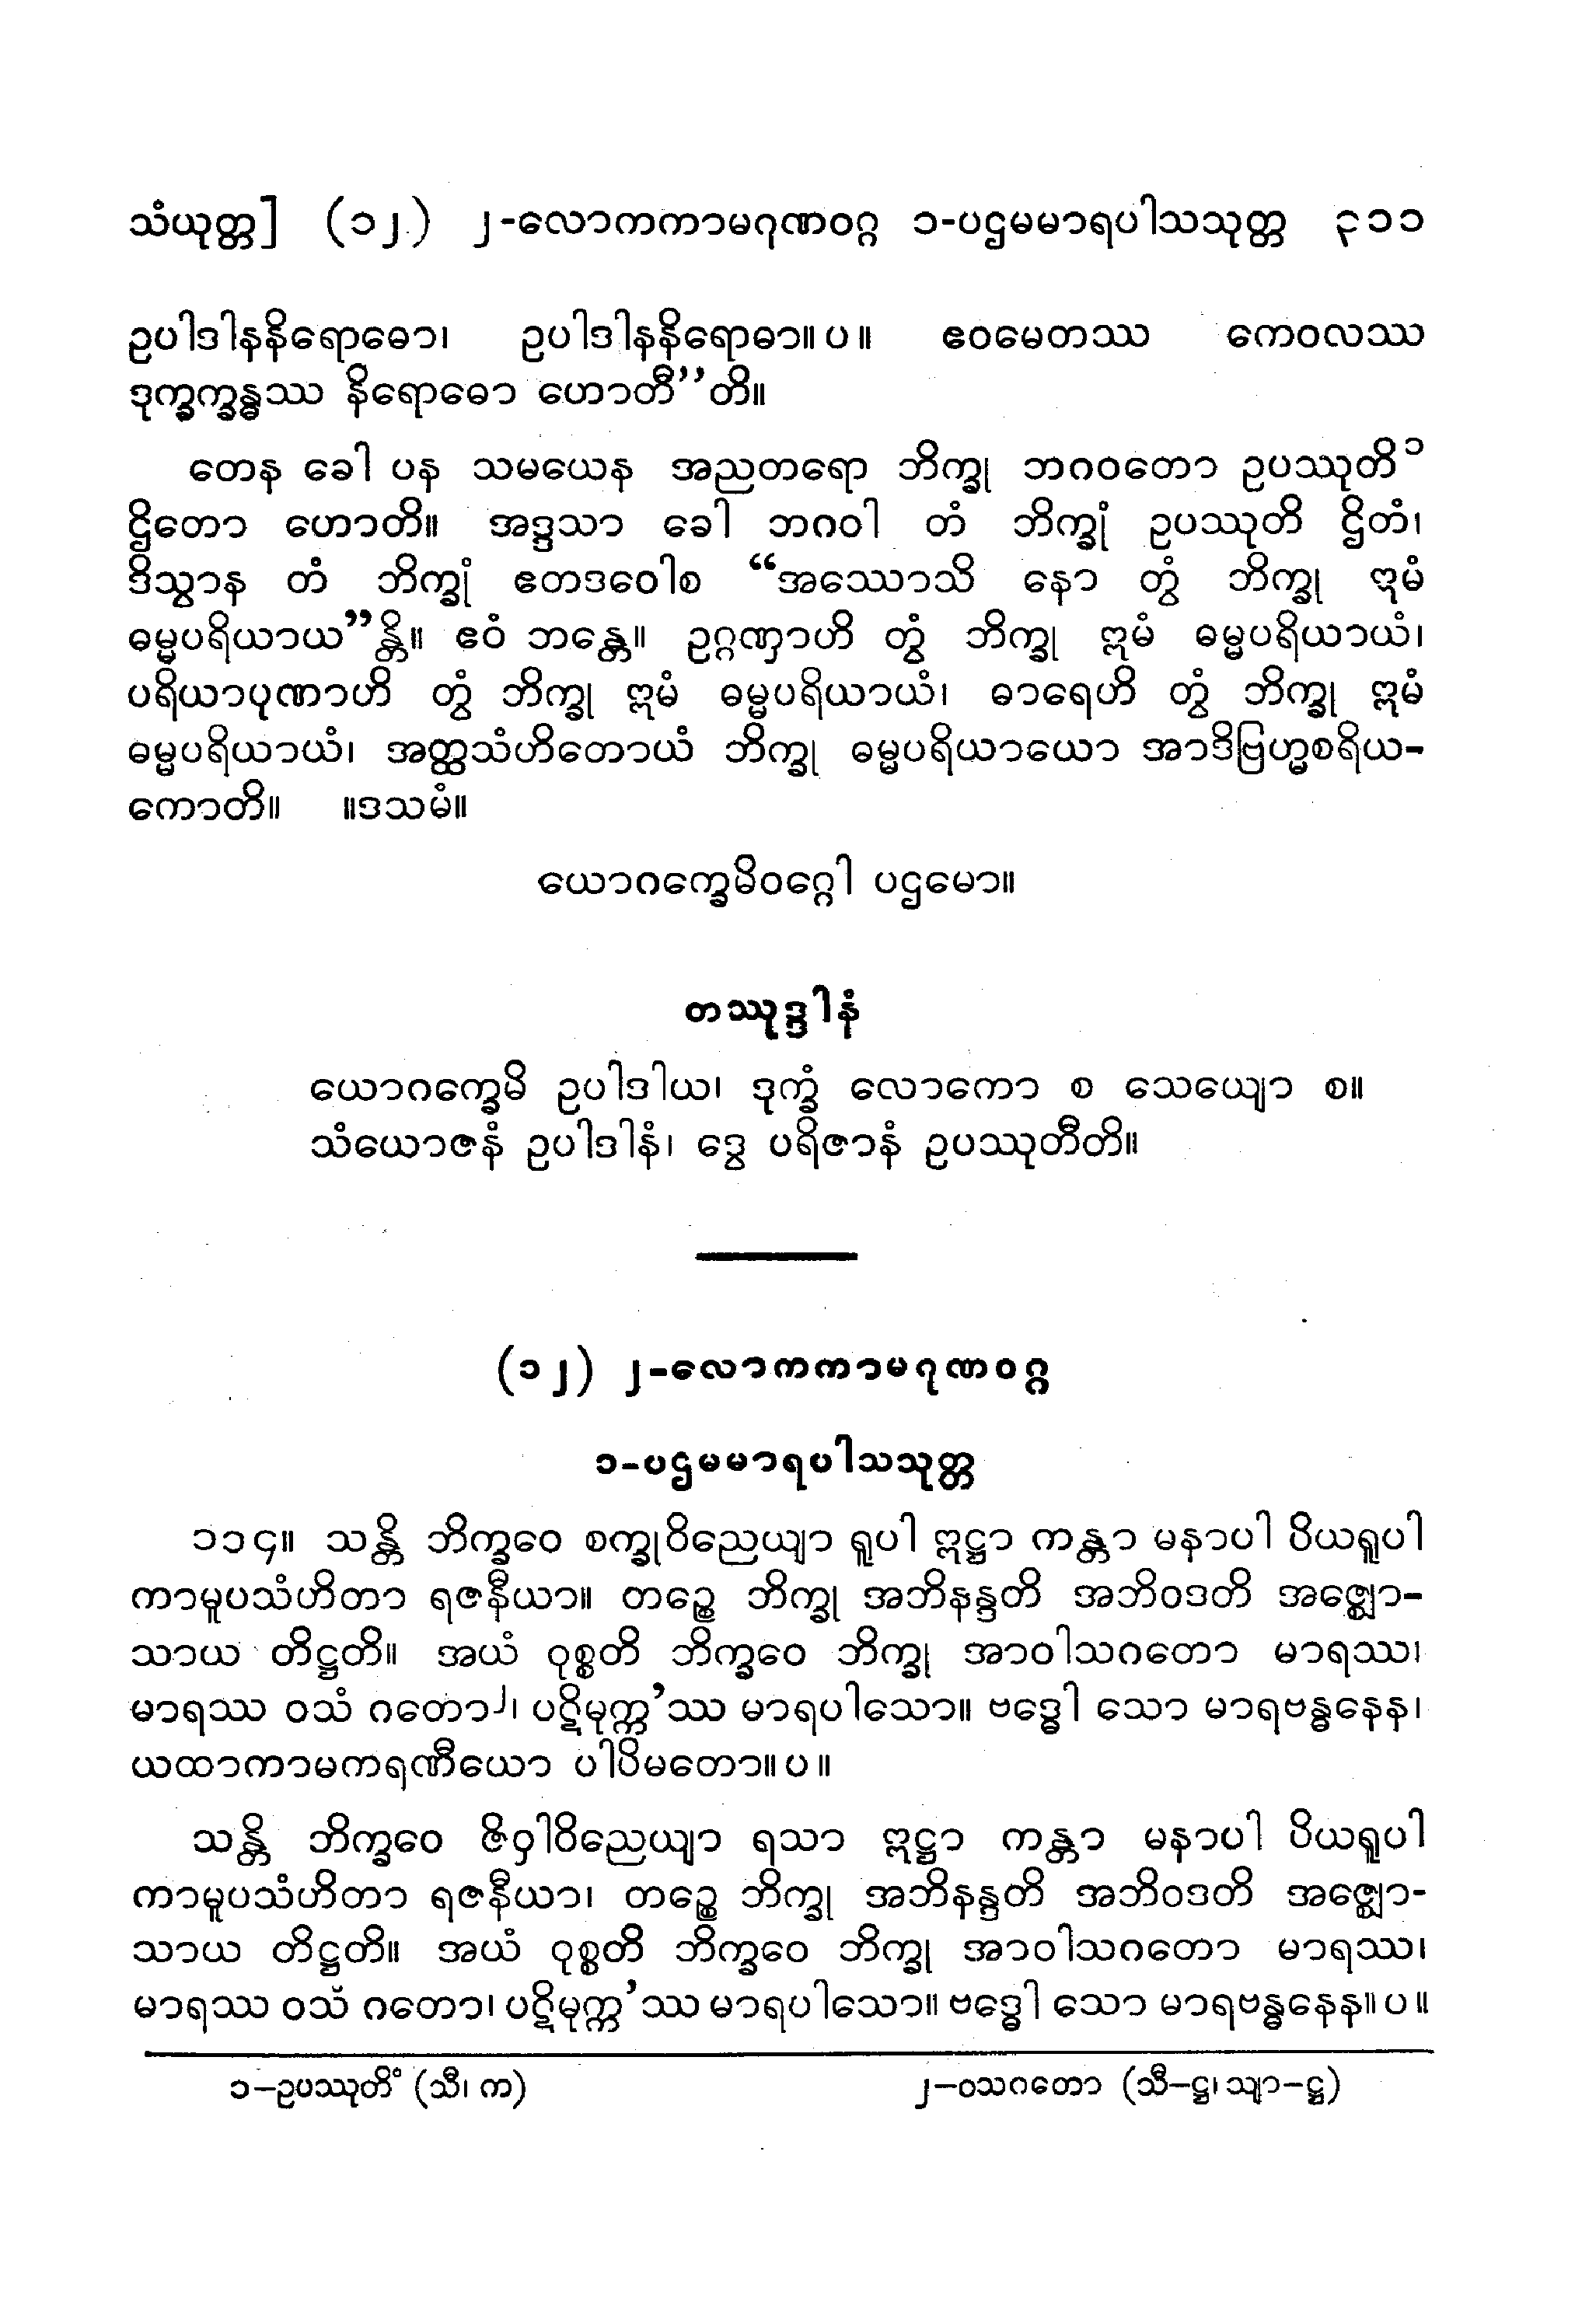 သံယုတ္တ] (၁၂) ၂-လောကကာမဂုဏဝဂ္ဂ ၁-ပဌမမာရပါသသုတ္တ ၃၁၁
ဥပါဒါနနိရောဓော၊ ဥပါဒါနနိရောဓာ။ပ။ ဧဝမေတဿ ကေဝလဿ
ဒုက္ခက္ခန္ဓဿ နိရောဓော ဟောတီ”တိ။
တေန ခေါ ပန သမယေန အညတရော ဘိက္ခု ဘဂဝတော ဥပဿုတိ၁
ဌိတော ဟောတိ။ အဒ္ဒသာ ခေါ ဘဂဝါ တံ ဘိက္ခုံ ဥပဿုတိ ဌိတံ၊
ဒိသွာန တံ ဘိက္ခုံ ဧတဒဝေါစ “အဿောသိ နော တွံ ဘိက္ခု ဣမံ
ဓမ္မပရိယာယ”န္တိ။ ဧဝံ ဘန္တေ။ ဥဂ္ဂဏှာဟိ တွံ ဘိက္ခု ဣမံ ဓမ္မပရိယာယံ၊
ပရိယာပုဏာဟိ တွံ ဘိက္ခု ဣမံ ဓမ္မပရိယာယံ၊ ဓာရေဟိ တွံ ဘိက္ခု ဣမံ
ဓမ္မပရိယာယံ၊ အတ္ထသံဟိတောယံ ဘိက္ခု ဓမ္မပရိယာယော အာဒိဗြဟ္မစရိယ-
ကောတိ။ ။ဒသမံ။
ယောဂက္ခေမိဝဂ္ဂေါ ပဌမော။
တဿုဒ္ဒါနံ
ယောဂက္ခေမိ ဥပါဒါယ၊ ဒုက္ခံ လောကော စ သေယျော စ။
သံယောဇနံ ဥပါဒါနံ၊ ဒွေ ပရိဇာနံ ဥပဿုတီတိ။
(၁၂) ၂-လောကကာမဂုဏဝဂ္ဂ
၁-ပဌမမာရပါသသုတ္တ
၁၁၄။ သန္တိ ဘိက္ခဝေ စက္ခုဝိညေယျာ ရူပါ ဣဋ္ဌာ ကန္တာ မနာပါ ပိယရူပါ
ကာမူပသံဟိတာ ရဇနီယာ။ တဉ္စေ ဘိက္ခု အဘိနန္ဒတိ အဘိဝဒတိ အဇ္ဈော-
သာယ တိဋ္ဌတိ။ အယံ ဝုစ္စတိ ဘိက္ခဝေ ဘိက္ခု အာဝါသဂတော မာရဿ၊
မာရဿ ဝသံ ဂတော၂၊ ပဋိမုက္က’ဿ မာရပါသော။ ဗဒ္ဓေါ သော မာရဗန္ဓနေန၊
ယထာကာမကရဏီယော ပါပိမတော။ပ။
သန္တိ ဘိက္ခဝေ ဇိဝှါဝိညေယျာ ရသာ ဣဋ္ဌာ ကန္တာ မနာပါ ပိယရူပါ
ကာမူပသံဟိတာ ရဇနီယာ၊ တဉ္စေ ဘိက္ခု အဘိနန္ဒတိ အဘိဝဒတိ အဇ္ဈော-
သာယ တိဋ္ဌတိ။ အယံ ဝုစ္စတိ ဘိက္ခဝေ ဘိက္ခု အာဝါသဂတော မာရဿ၊
မာရဿ ဝသံ ဂတော၊ ပဋိမုက္က’ဿ မာရပါသော။ ဗဒ္ဓေါ သော မာရဗန္ဓနေန။ပ။
၁-ဥပဿုတိံ (သီ၊ က)
၂-ဝသဂတော (သီ-ဋ္ဌ၊ သျာ-ဋ္ဌ)